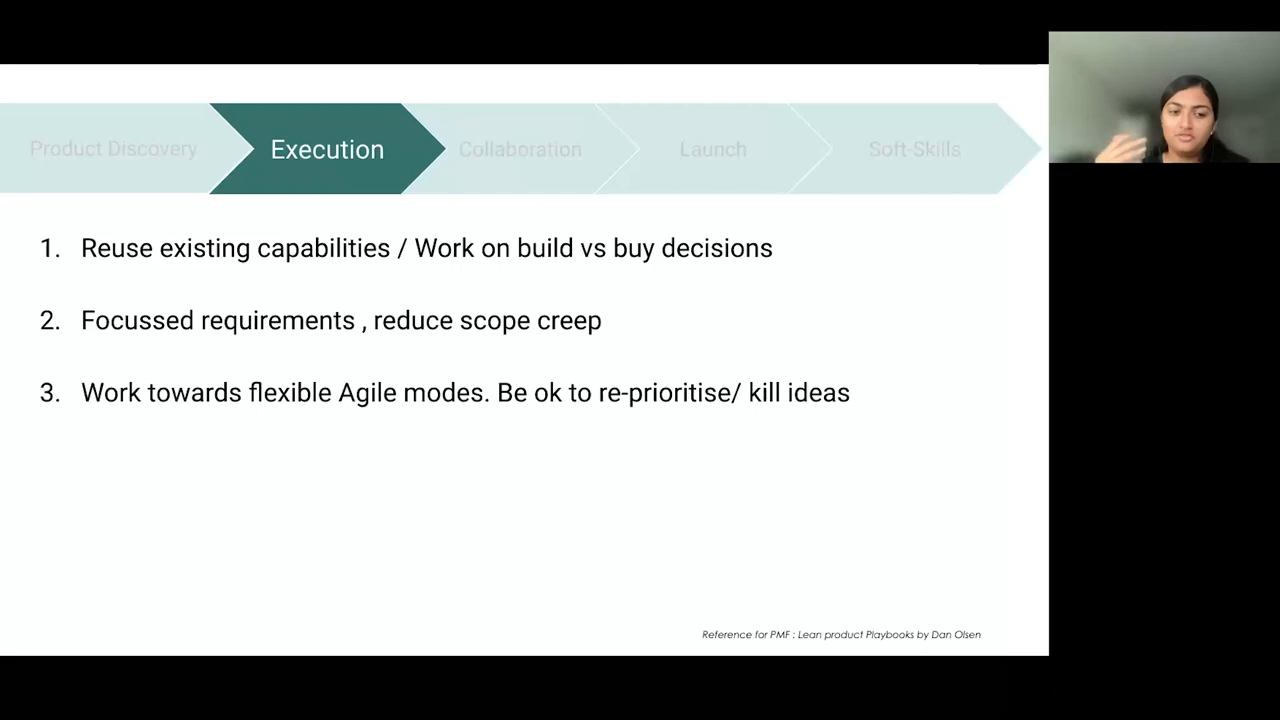 Product Discovery
Execution
Collaboration
Launch
Soft-Skills
1. Reuse existing capabilities / Work on build vs buy decisions
2. Focussed requirements , reduce scope creep
3. Work towards flexible Agile modes. Be ok to re-prioritise/ kill ideas
Reference for PMF : Lean product Playbooks by Dan Olsen